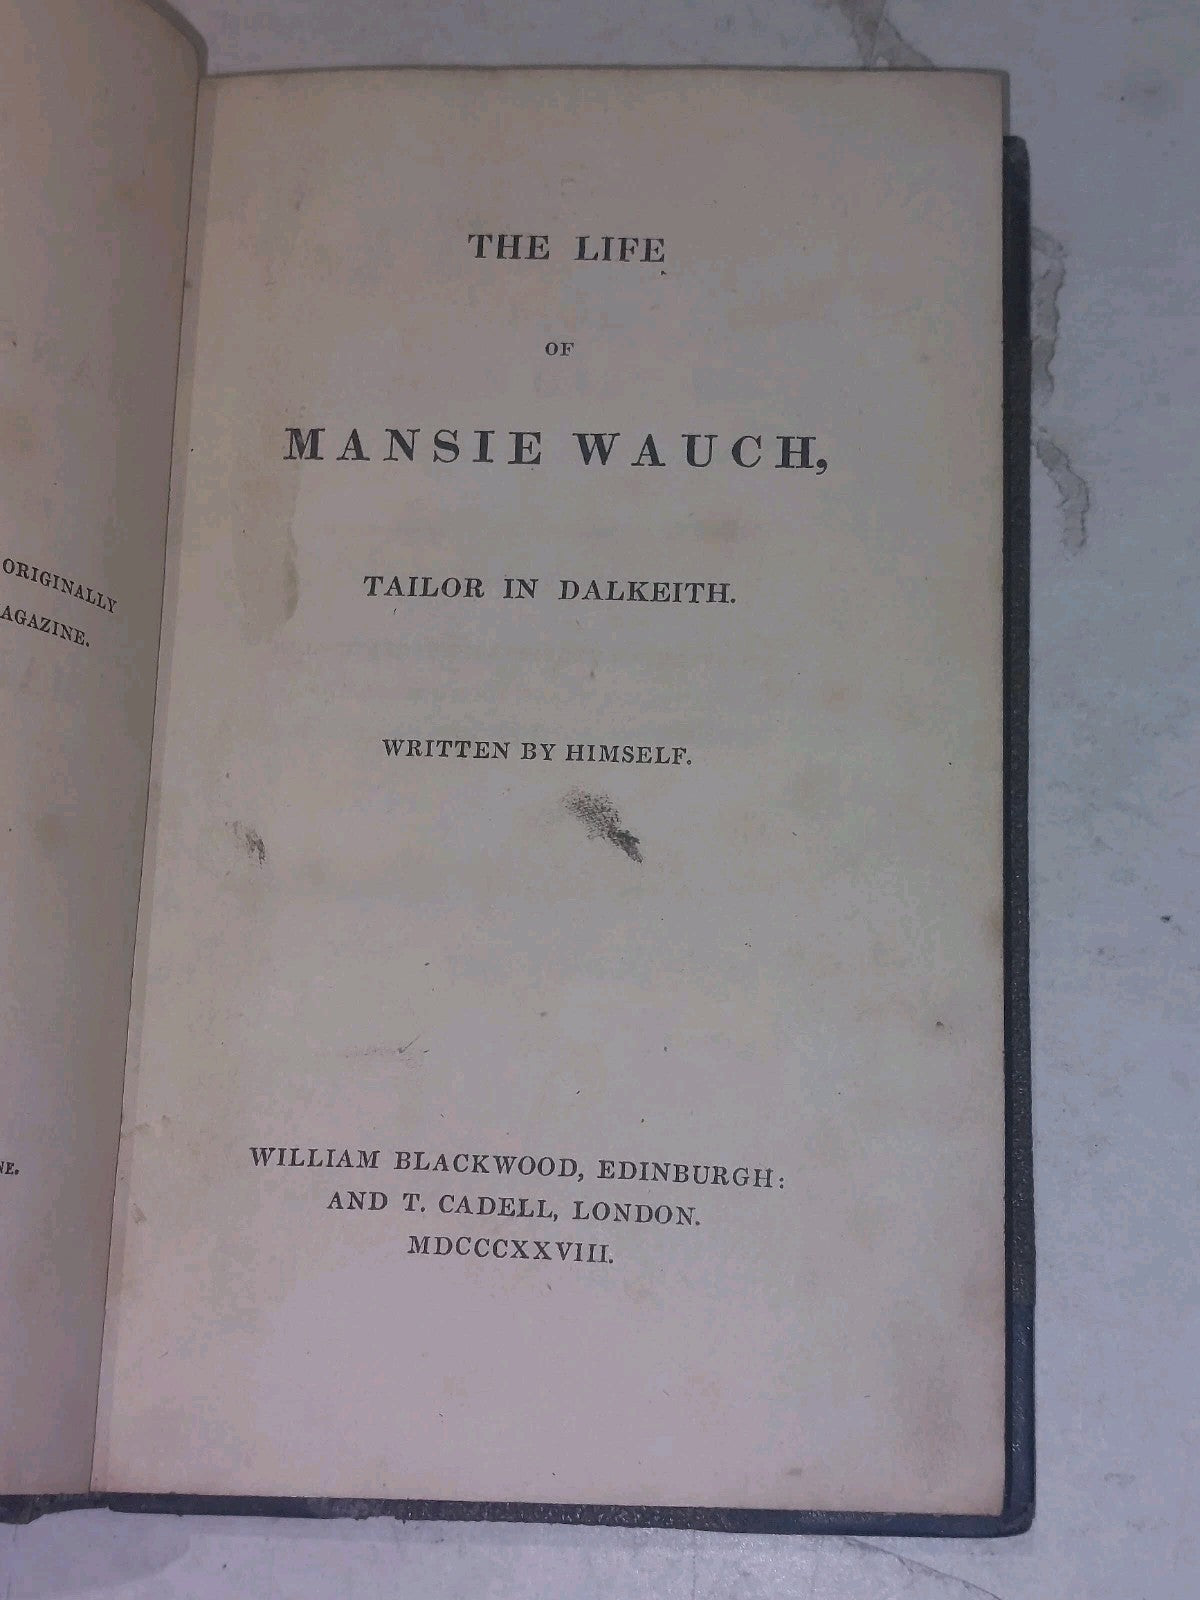 ORIGINALLY
AGAZINE.
NE.
THE LIFE
OF
MANSIE WAUCH,
TAILOR IN DALKEITH.
WRITTEN BY HIMSELF.
WILLIAM BLACKWOOD, EDINBURGH:
AND T. CADELL, LONDON.
MDCCCXXVIII.